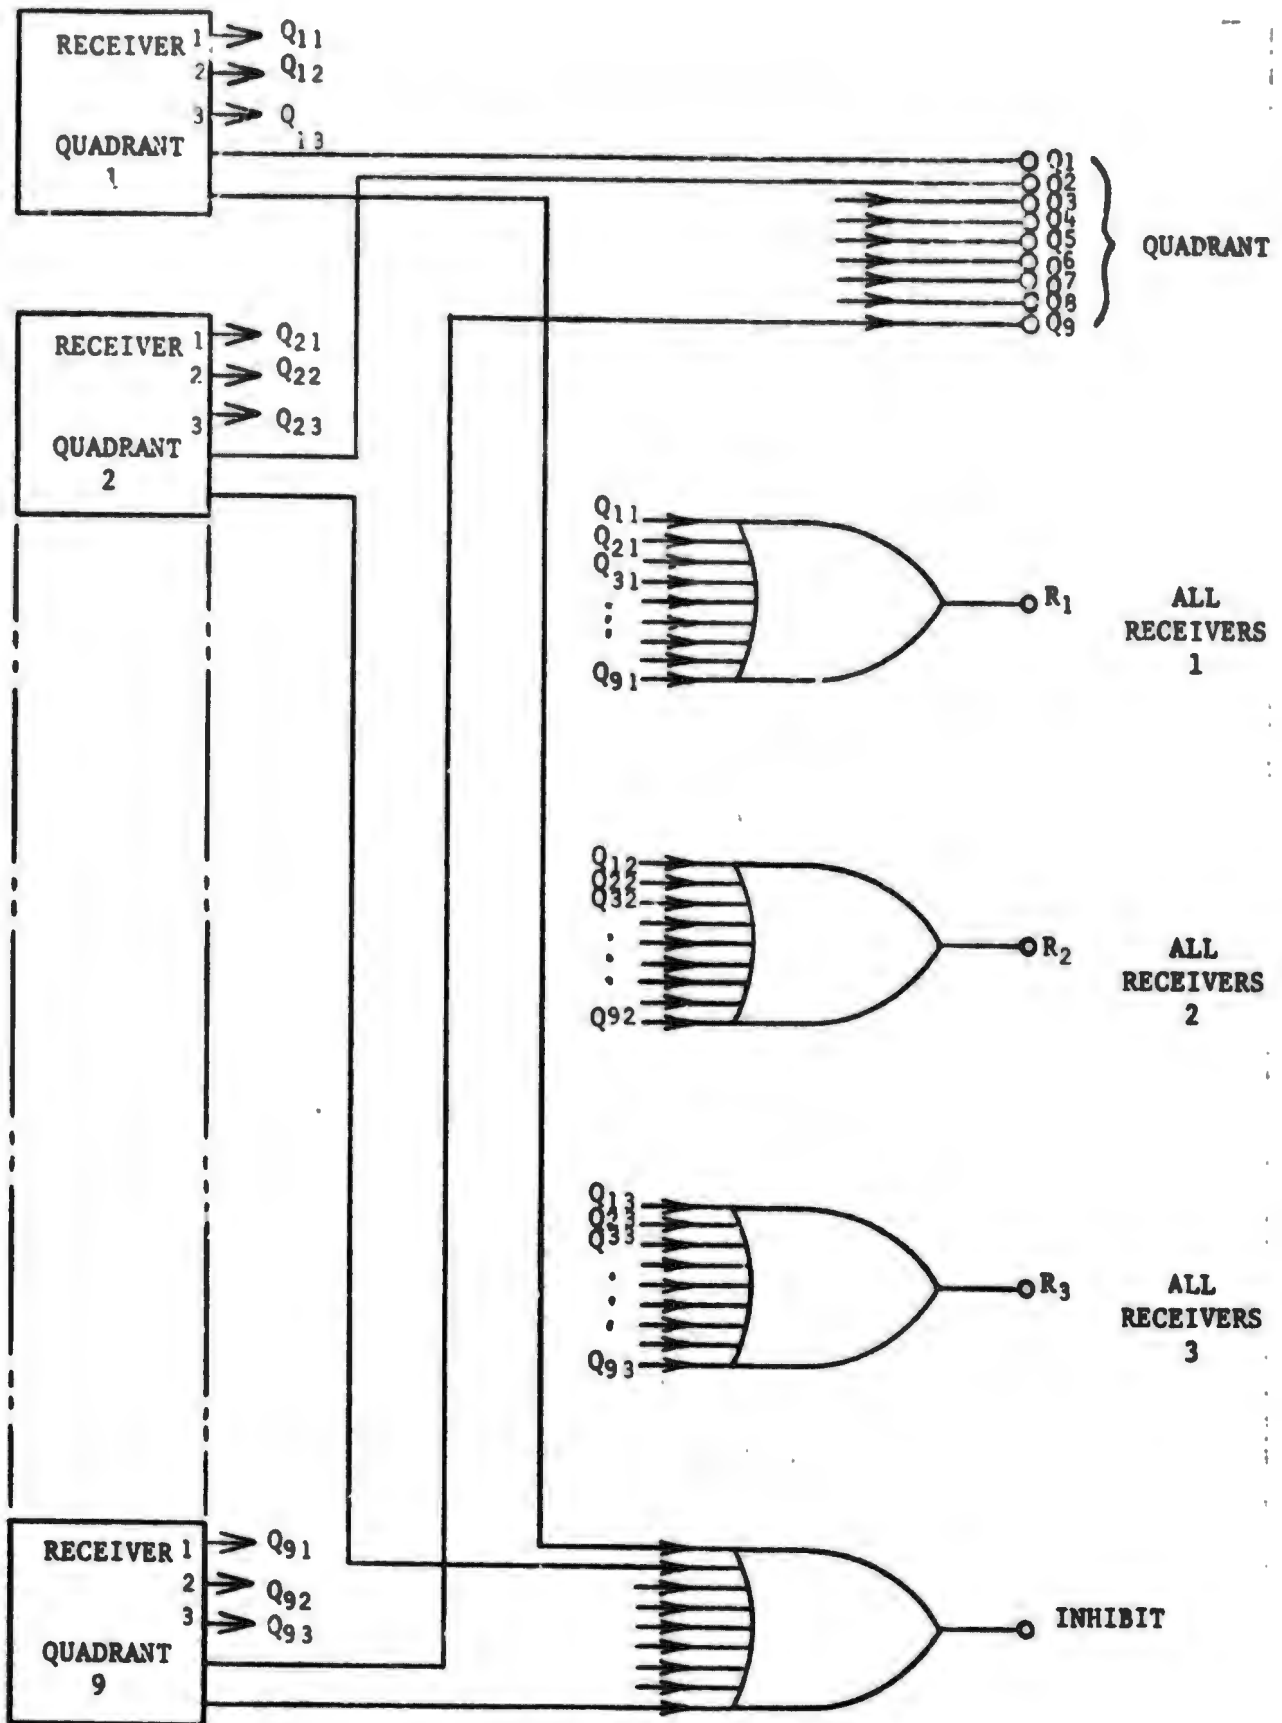 RECEIVER 1 Q11
2 Q12
3 Q13
QUADRANT
1
Q1
Q2
Q3
Q4
Q5
Q6
Q7
Q8
Q9
QUADRANT
RECEIVER 1 Q21
2 Q22
3 Q23
QUADRANT
2
Q11
Q21
Q31
Q91
R1
ALL
RECEIVERS
1
Q12
Q22
Q32
Q92
R2
ALL
RECEIVERS
2
Q13
Q23
Q33
Q93
R3
ALL
RECEIVERS
3
RECEIVER 1 Q91
2 Q92
3 Q93
QUADRANT
9
INHIBIT